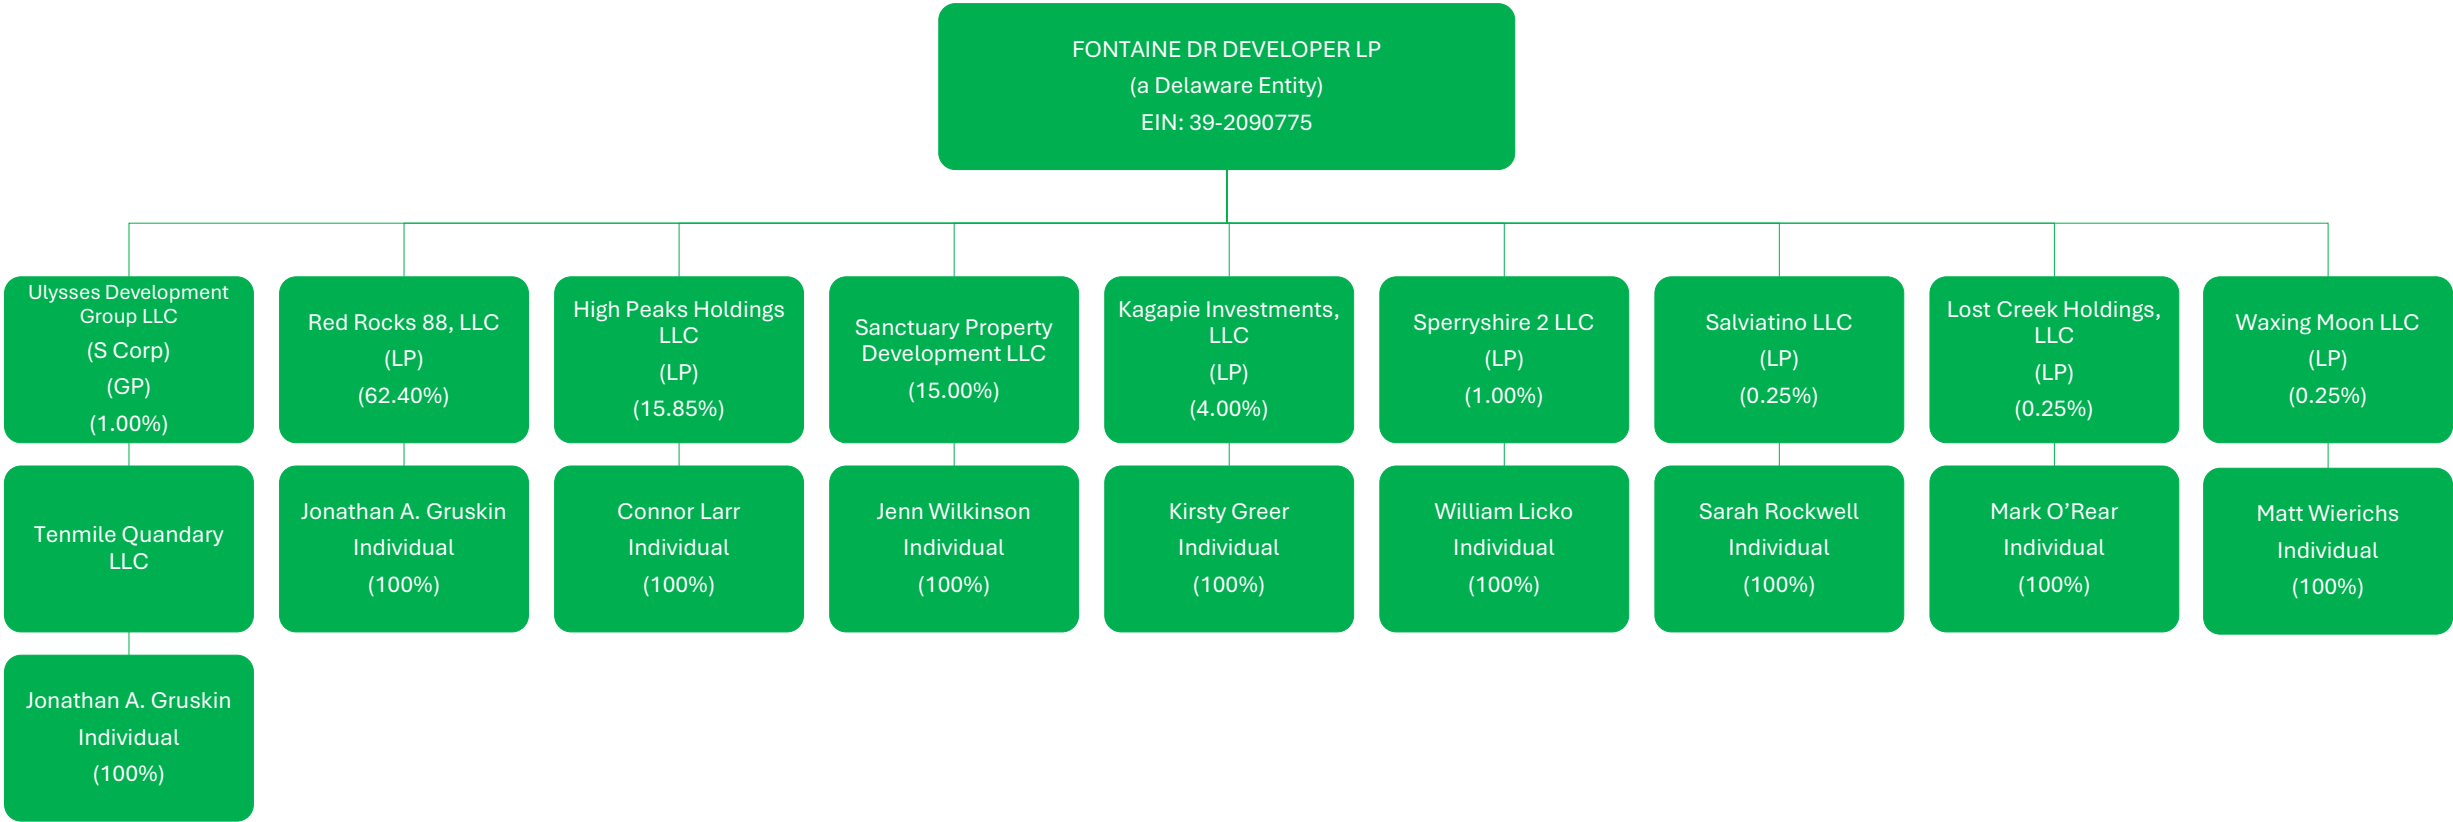 FONTAINE DR DEVELOPER LP
(a Delaware Entity)
EIN: 39-2090775
Ulysses Development
Group LLC
(S Corp)
(GP)
(1.00%)
Red Rocks 88, LLC
(LP)
(62.40%)
High Peaks Holdings
LLC
(LP)
(15.85%)
Sanctuary Property
Development LLC
(15.00%)
Kagapie Investments,
LLC
(LP)
(4.00%)
Sperryshire 2 LLC
(LP)
(1.00%)
Salviatino LLC
(LP)
(0.25%)
Lost Creek Holdings,
LLC
(LP)
(0.25%)
Waxing Moon LLC
(LP)
(0.25%)
Tenmile Quandary
LLC
Jonathan A. Gruskin
Individual
(100%)
Connor Larr
Individual
(100%)
Jenn Wilkinson
Individual
(100%)
Kirsty Greer
Individual
(100%)
William Licko
Individual
(100%)
Sarah Rockwell
Individual
(100%)
Mark O’Rear
Individual
(100%)
Matt Wierichs
Individual
(100%)
Jonathan A. Gruskin
Individual
(100%)